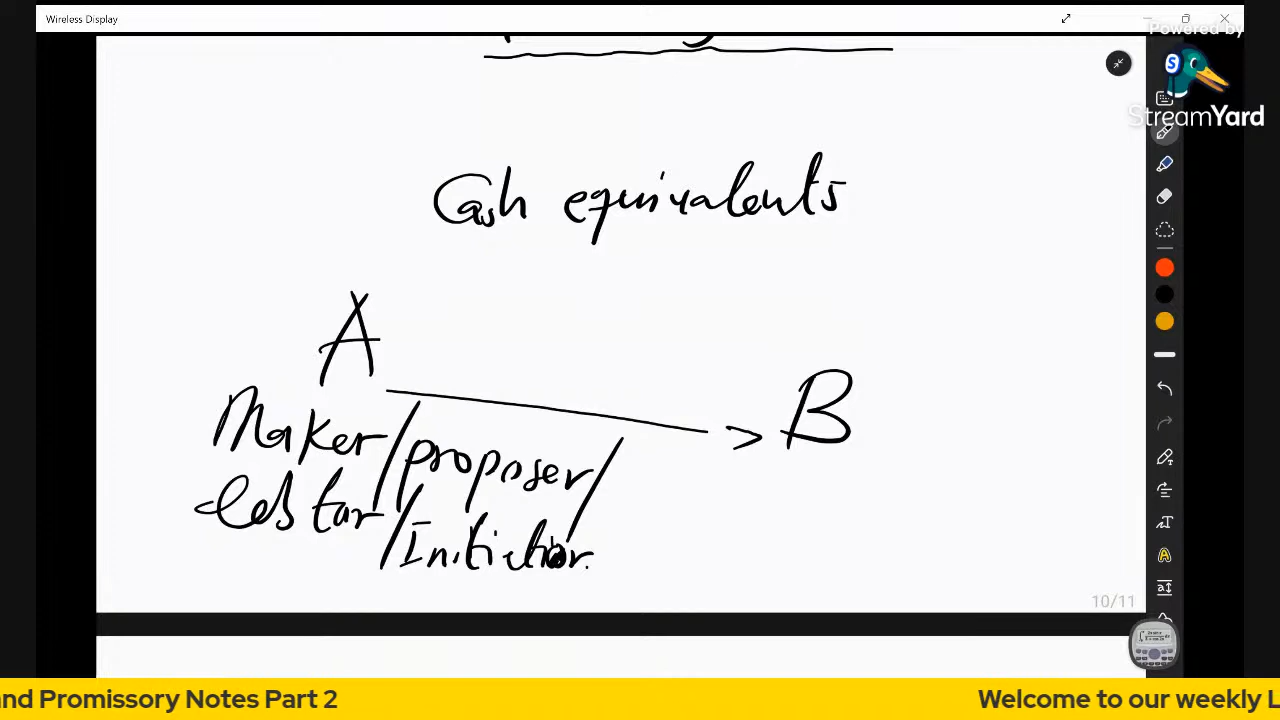 Wireless Display
Powered by
StreamYard
Cash equivalents
A
B
Maker/proposer/
/Initiator.
10/11
and Promissory Notes Part 2
Welcome to our weekly L